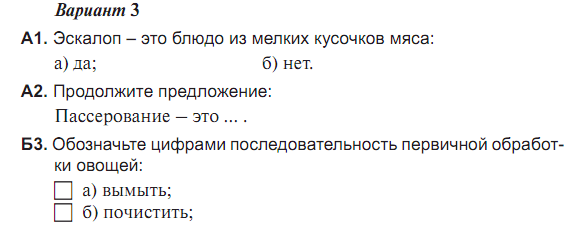 Вариант 3
А1. Эскалоп – это блюдо из мелких кусочков мяса:
а) да; б) нет.
А2. Продолжите предложение:
Пассерование – это ... .
Б3. Обозначьте цифрами последовательность первичной обработ-
ки овощей:
а) вымыть;
б) почистить;